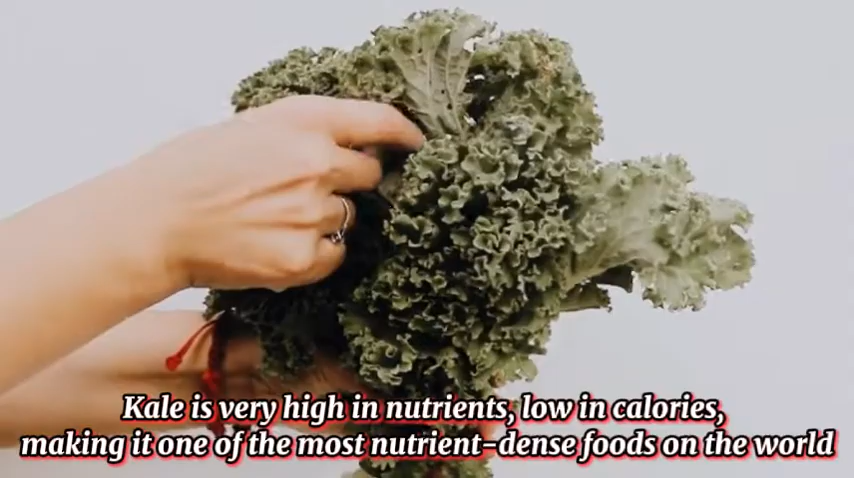 Kale is very high in nutrients, low in calories,
making it one of the most nutrient-dense foods on the world